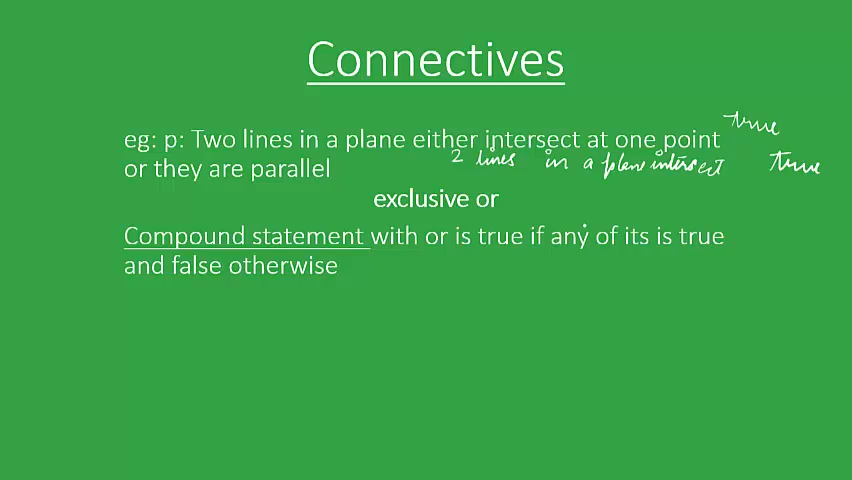 Connectives
eg: p: Two lines in a plane either intersect at one point true
or they are parallel
2 lines in a plane intersect true
exclusive or
Compound statement with or is true if any of its is true
and false otherwise